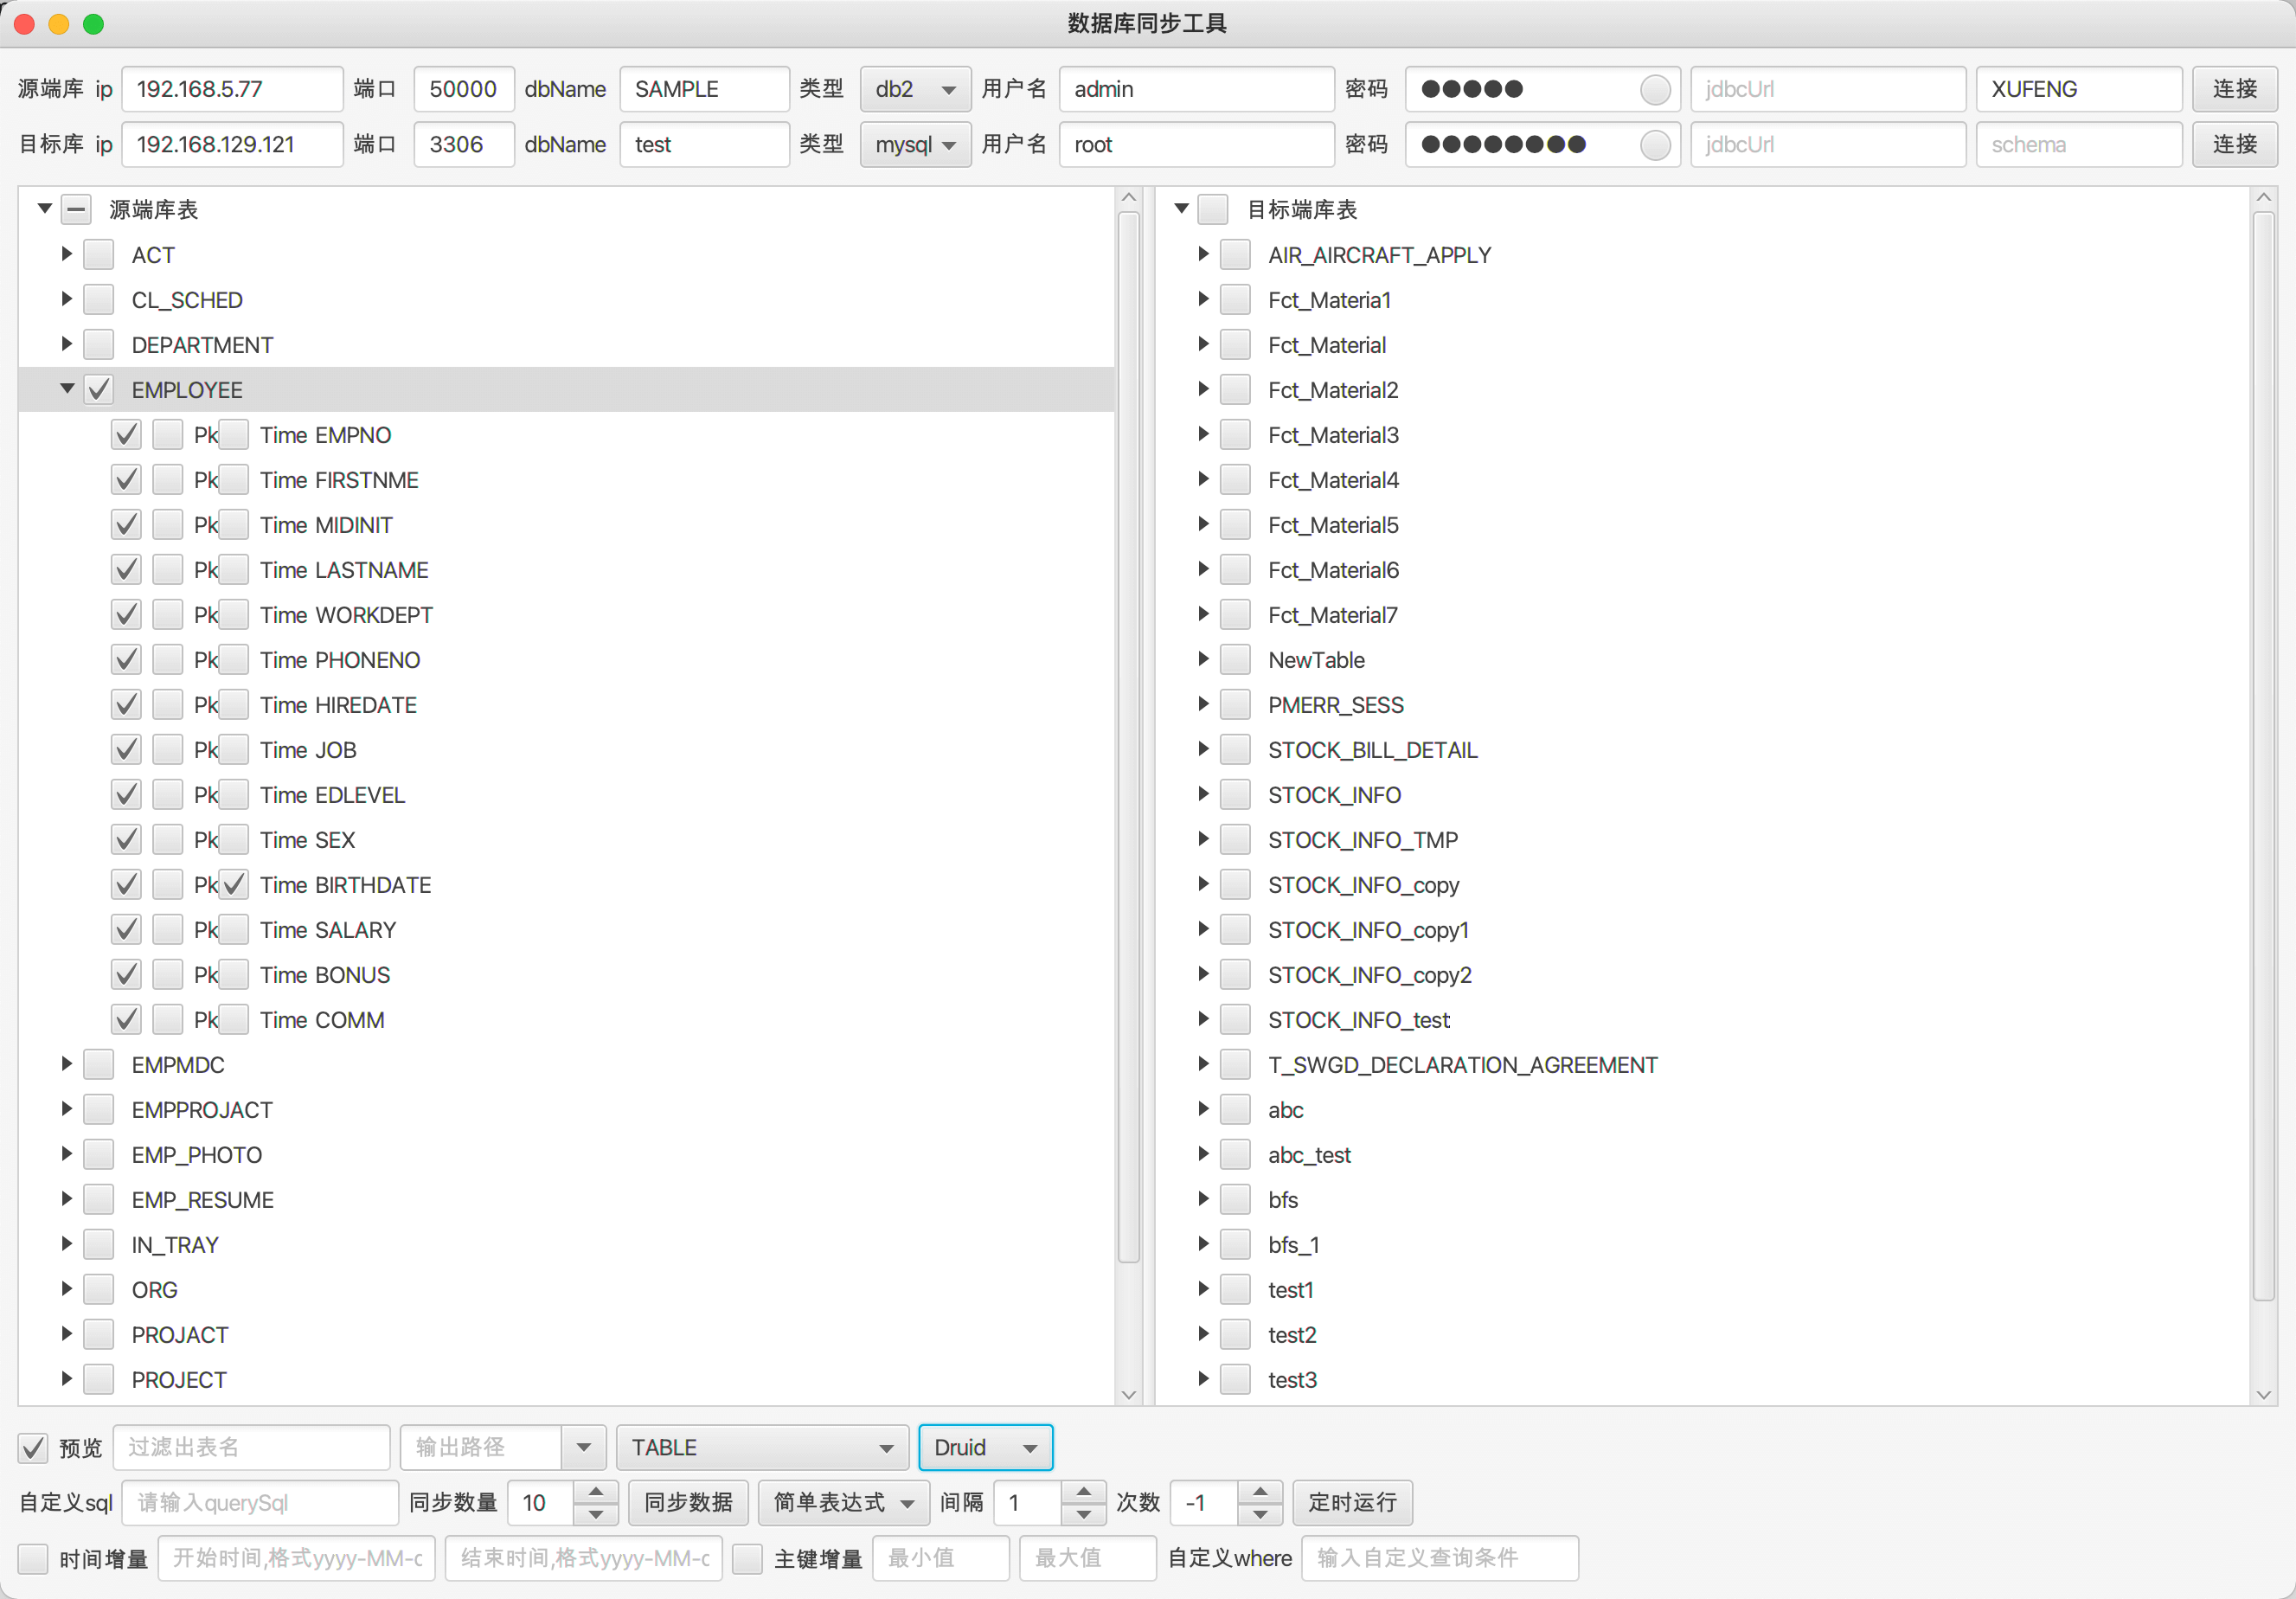 数据库同步工具
源端库 ip 192.168.5.77 端口 50000 dbName SAMPLE 类型 db2 用户名 admin 密码 ●●●●● jdbcUrl XUFENG 连接
目标库 ip 192.168.129.121 端口 3306 dbName test 类型 mysql 用户名 root 密码 ●●●●●●●● jdbcUrl schema 连接
源端库表
ACT
CL_SCHED
DEPARTMENT
EMPLOYEE
Pk Time EMPNO
Pk Time FIRSTNME
Pk Time MIDINIT
Pk Time LASTNAME
Pk Time WORKDEPT
Pk Time PHONENO
Pk Time HIREDATE
Pk Time JOB
Pk Time EDLEVEL
Pk Time SEX
Pk Time BIRTHDATE
Pk Time SALARY
Pk Time BONUS
Pk Time COMM
EMPMDC
EMPPROJACT
EMP_PHOTO
EMP_RESUME
IN_TRAY
ORG
PROJACT
PROJECT
目标端库表
AIR_AIRCRAFT_APPLY
Fct_Materia1
Fct_Material
Fct_Material2
Fct_Material3
Fct_Material4
Fct_Material5
Fct_Material6
Fct_Material7
NewTable
PMERR_SESS
STOCK_BILL_DETAIL
STOCK_INFO
STOCK_INFO_TMP
STOCK_INFO_copy
STOCK_INFO_copy1
STOCK_INFO_copy2
STOCK_INFO_test
T_SWGD_DECLARATION_AGREEMENT
abc
abc_test
bfs
bfs_1
test1
test2
test3
预览 过滤出表名 输出路径 TABLE Druid
自定义sql 请输入querySql 同步数量 10 同步数据 简单表达式 间隔 1 次数 -1 定时运行
时间增量 开始时间,格式yyyy-MM-c 结束时间,格式yyyy-MM-c 主键增量 最小值 最大值 自定义where 输入自定义查询条件